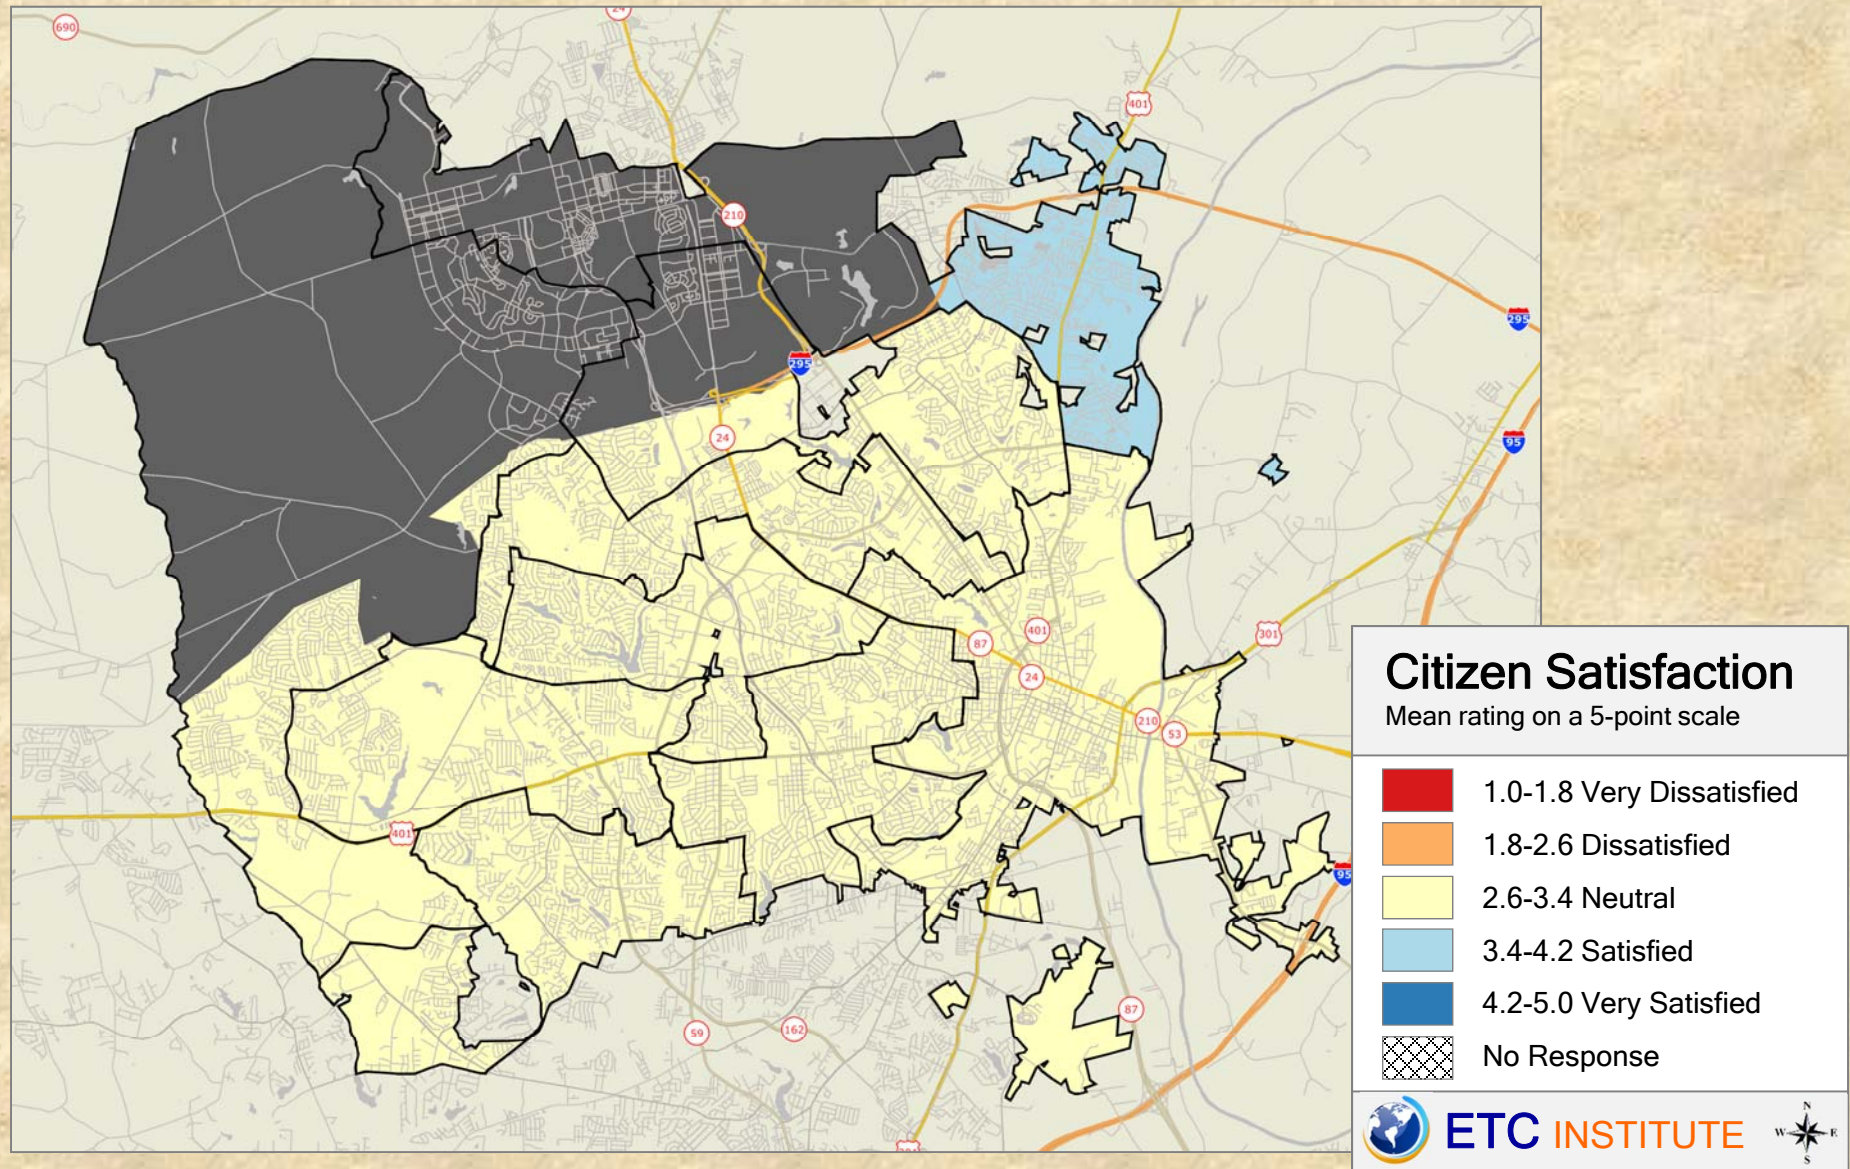 690
24
401
210
295
295
24
95
87
401
24
301
210
53
401
95
59
162
87
Citizen Satisfaction
Mean rating on a 5-point scale
1.0-1.8 Very Dissatisfied
1.8-2.6 Dissatisfied
2.6-3.4 Neutral
3.4-4.2 Satisfied
4.2-5.0 Very Satisfied
No Response
ETC INSTITUTE
N
W E
S